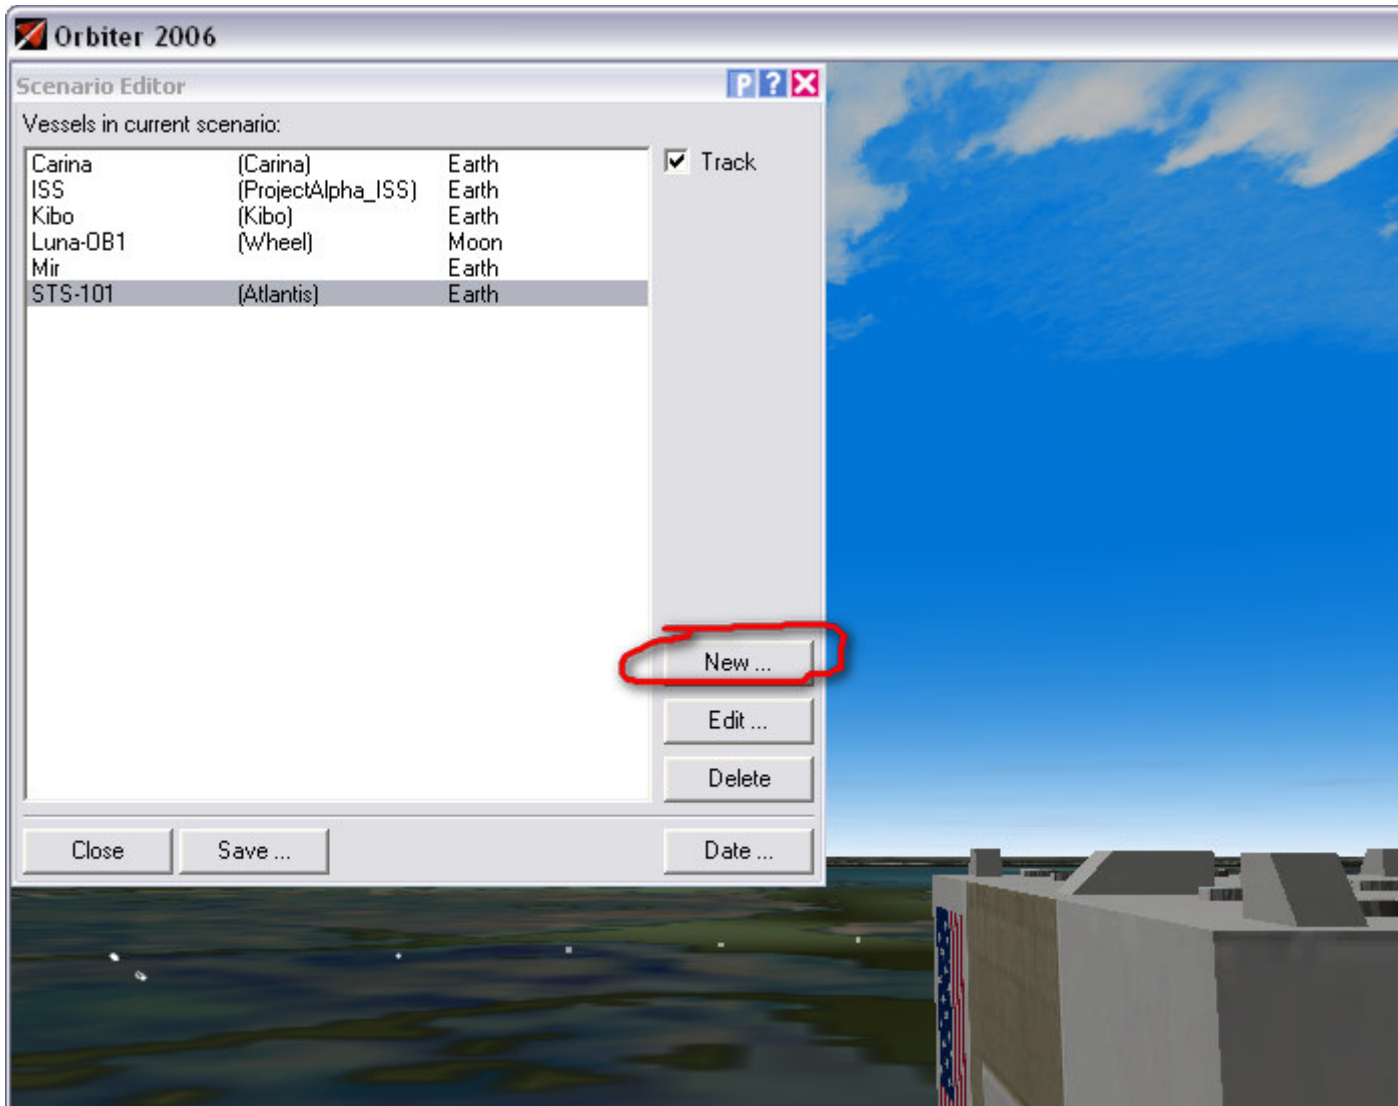 Orbiter 2006
Scenario Editor P ?
Vessels in current scenario:
Carina (Carina) Earth
Track
ISS (ProjectAlpha_ISS) Earth
Kibo (Kibo) Earth
Luna-OB1 (Wheel) Moon
Mir Earth
STS-101 (Atlantis) Earth
New ...
Edit ...
Delete
Close Save ... Date ...